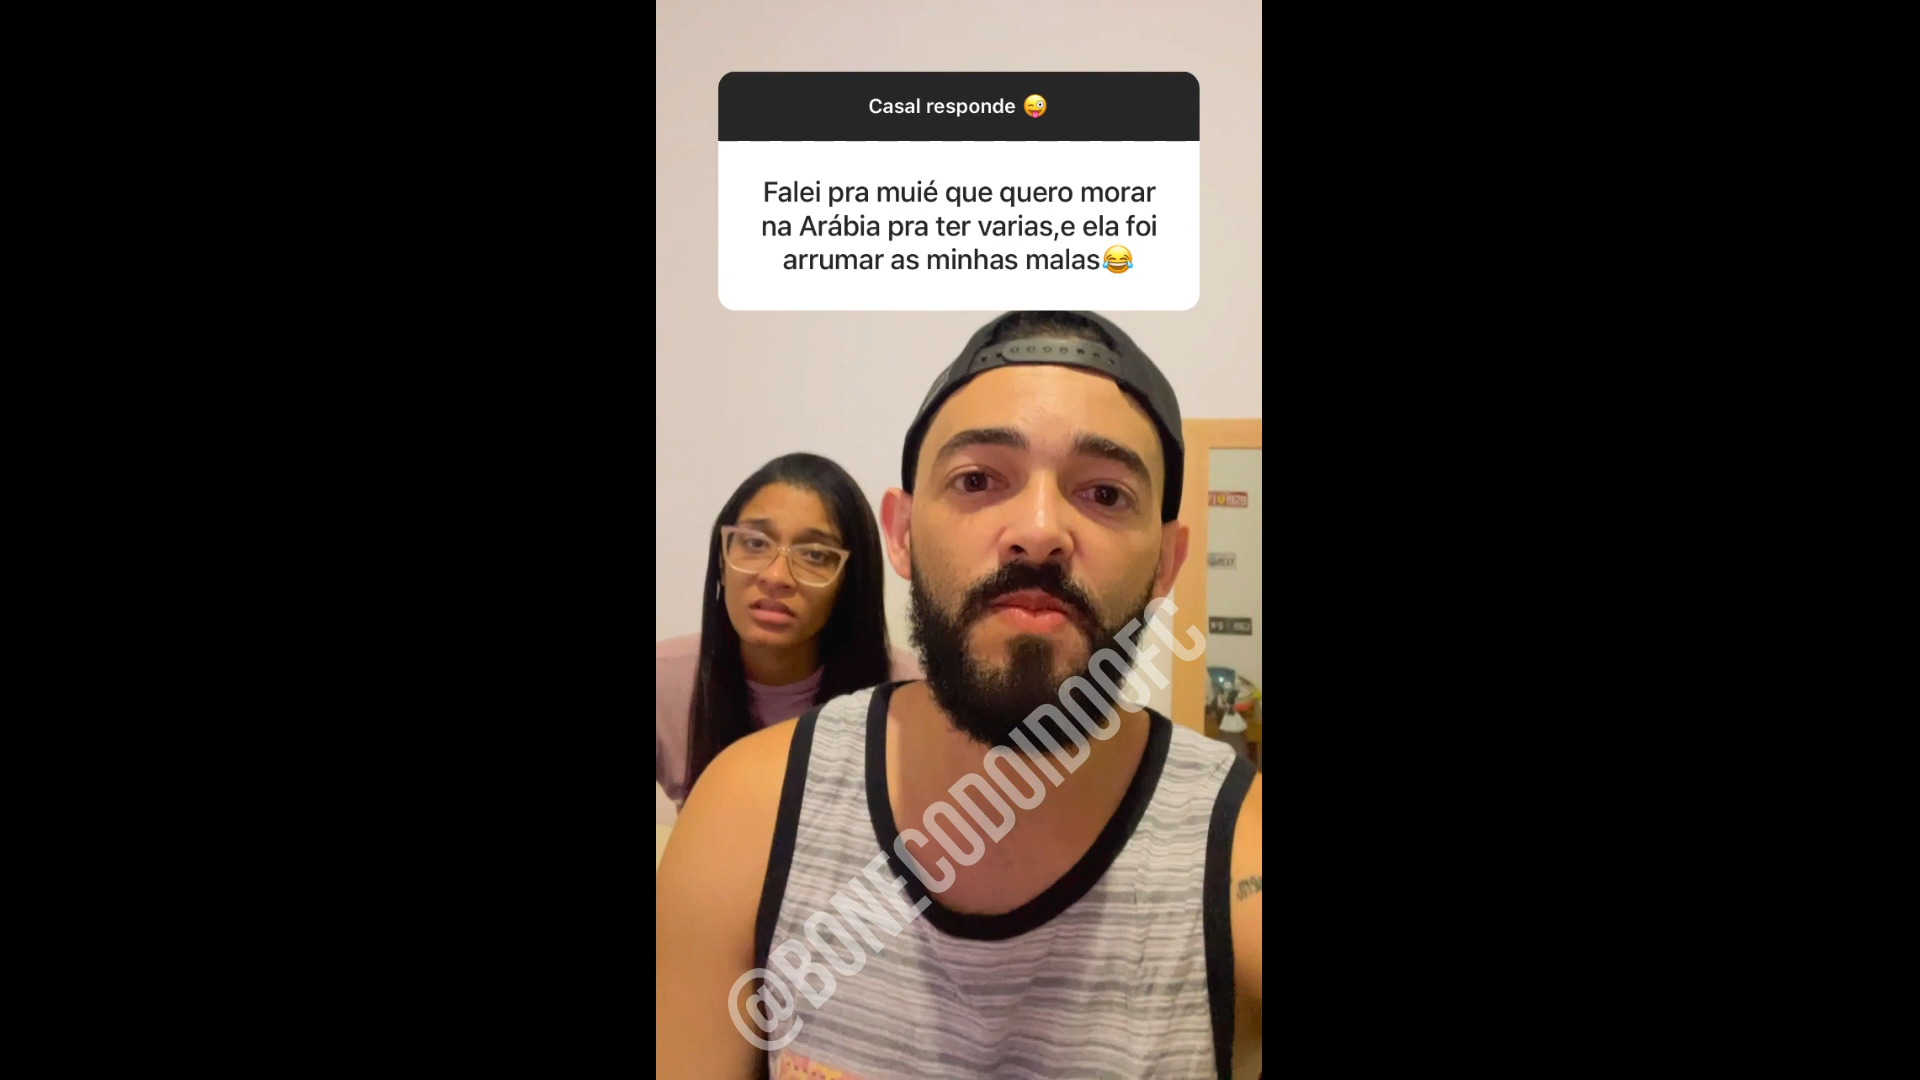 Casal responde 😜
Falei pra muié que quero morar
na Arábia pra ter varias,e ela foi
arrumar as minhas malas😂
@BONECODOIDOOFC